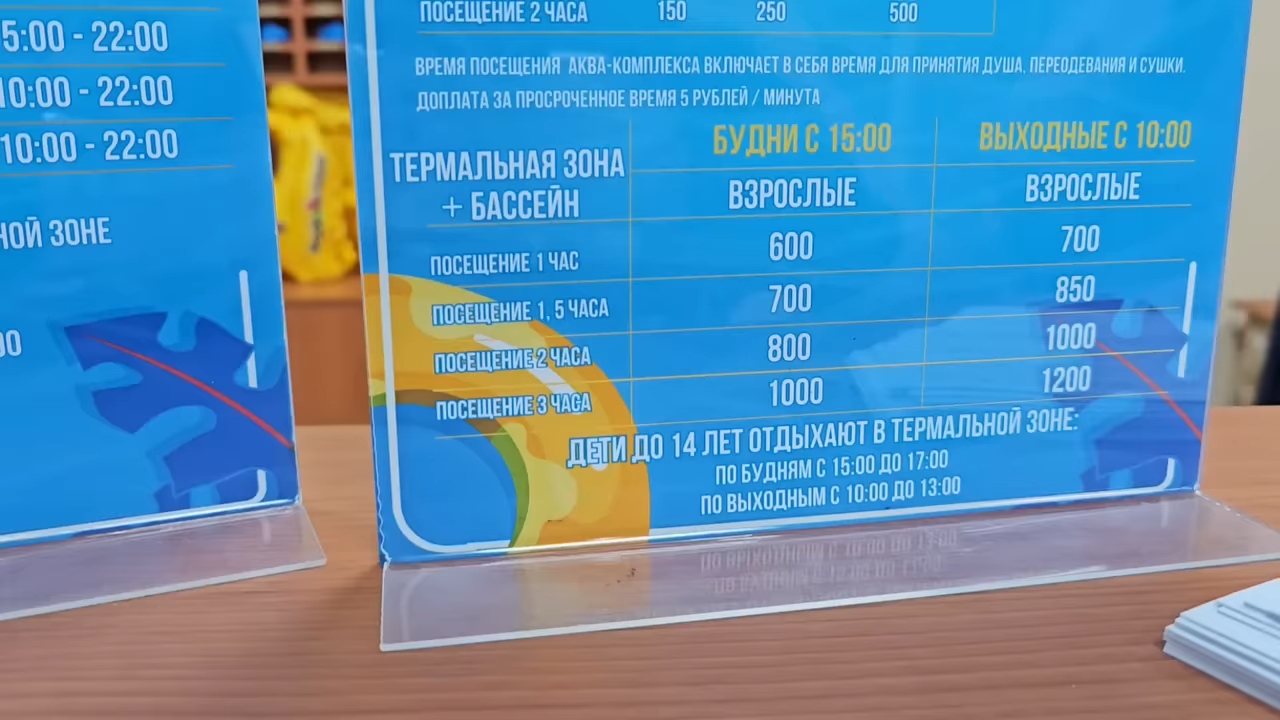 5:00 - 22:00
10:00 - 22:00
10:00 - 22:00
НОЙ ЗОНЕ
00
ПОСЕЩЕНИЕ 2 ЧАСА 150 250 500
ВРЕМЯ ПОСЕЩЕНИЯ АКВА-КОМПЛЕКСА ВКЛЮЧАЕТ В СЕБЯ ВРЕМЯ ДЛЯ ПРИНЯТИЯ ДУША, ПЕРЕОДЕВАНИЯ И СУШКИ.
ДОПЛАТА ЗА ПРОСРОЧЕННОЕ ВРЕМЯ 5 РУБЛЕЙ / МИНУТА
БУДНИ С 15:00 ВЫХОДНЫЕ С 10:00
ТЕРМАЛЬНАЯ ЗОНА
+ БАССЕЙН ВЗРОСЛЫЕ ВЗРОСЛЫЕ
ПОСЕЩЕНИЕ 1 ЧАС 600 700
ПОСЕЩЕНИЕ 1, 5 ЧАСА 700 850
ПОСЕЩЕНИЕ 2 ЧАСА 800 1000
ПОСЕЩЕНИЕ 3 ЧАСА 1000 1200
ДЕТИ ДО 14 ЛЕТ ОТДЫХАЮТ В ТЕРМАЛЬНОЙ ЗОНЕ:
ПО БУДНЯМ С 15:00 ДО 17:00
ПО ВЫХОДНЫМ С 10:00 ДО 13:00